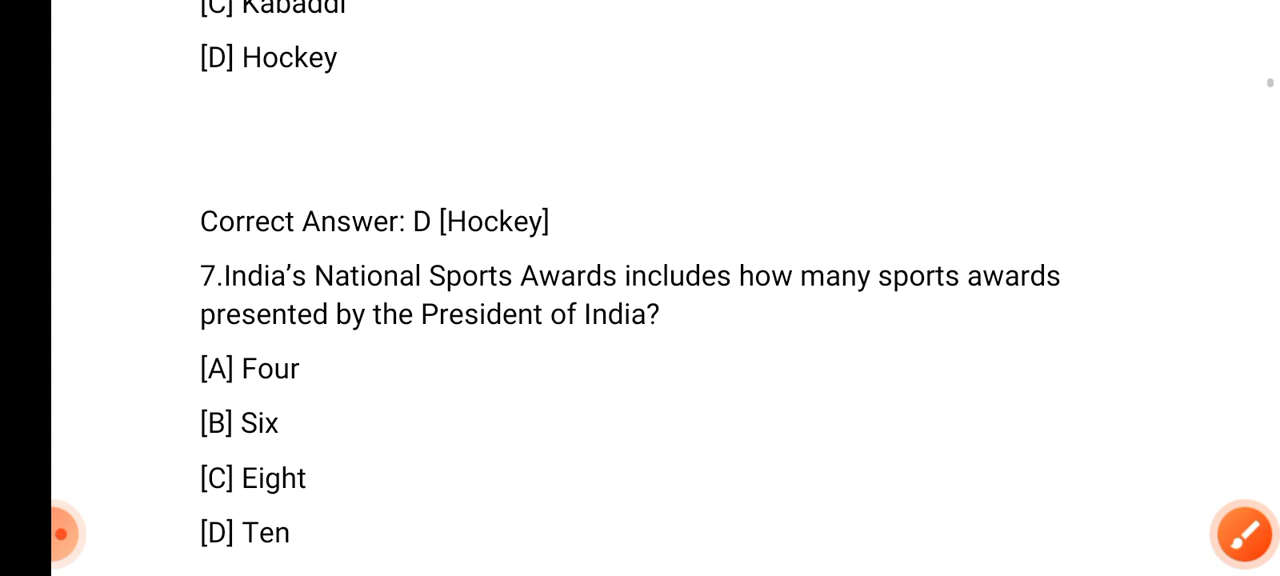 [C] Kabaddi
[D] Hockey
Correct Answer: D [Hockey]
7.India’s National Sports Awards includes how many sports awards
presented by the President of India?
[A] Four
[B] Six
[C] Eight
[D] Ten